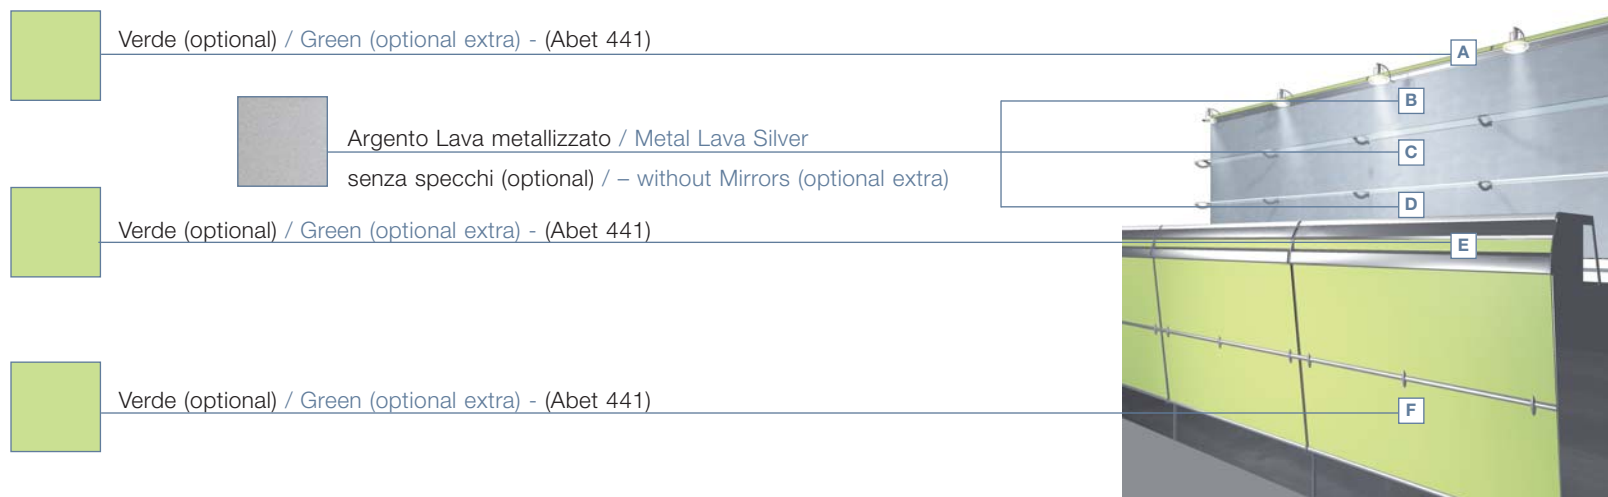 Verde (optional) / Green (optional extra) - (Abet 441)
A
B
Argento Lava metallizzato / Metal Lava Silver
C
senza specchi (optional) / – without Mirrors (optional extra)
D
Verde (optional) / Green (optional extra) - (Abet 441)
E
Verde (optional) / Green (optional extra) - (Abet 441)
F